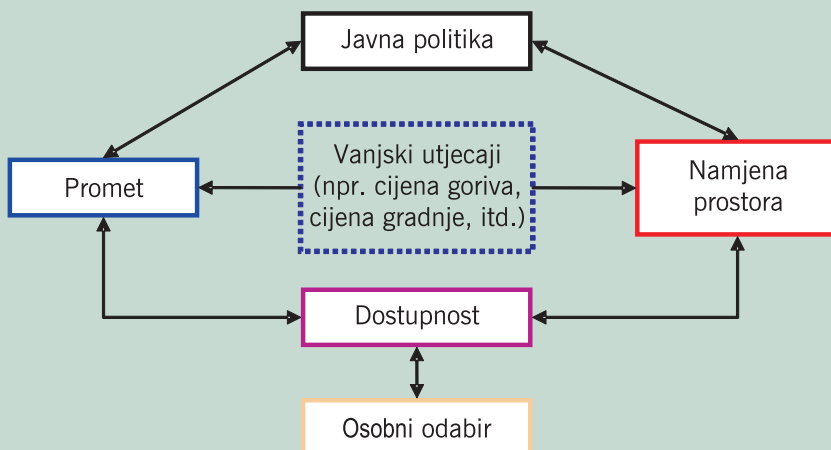 Javna politika
Vanjski utjecaji
(npr. cijena goriva,
cijena gradnje, itd.)
Promet
Namjena
prostora
Dostupnost
Osobni odabir